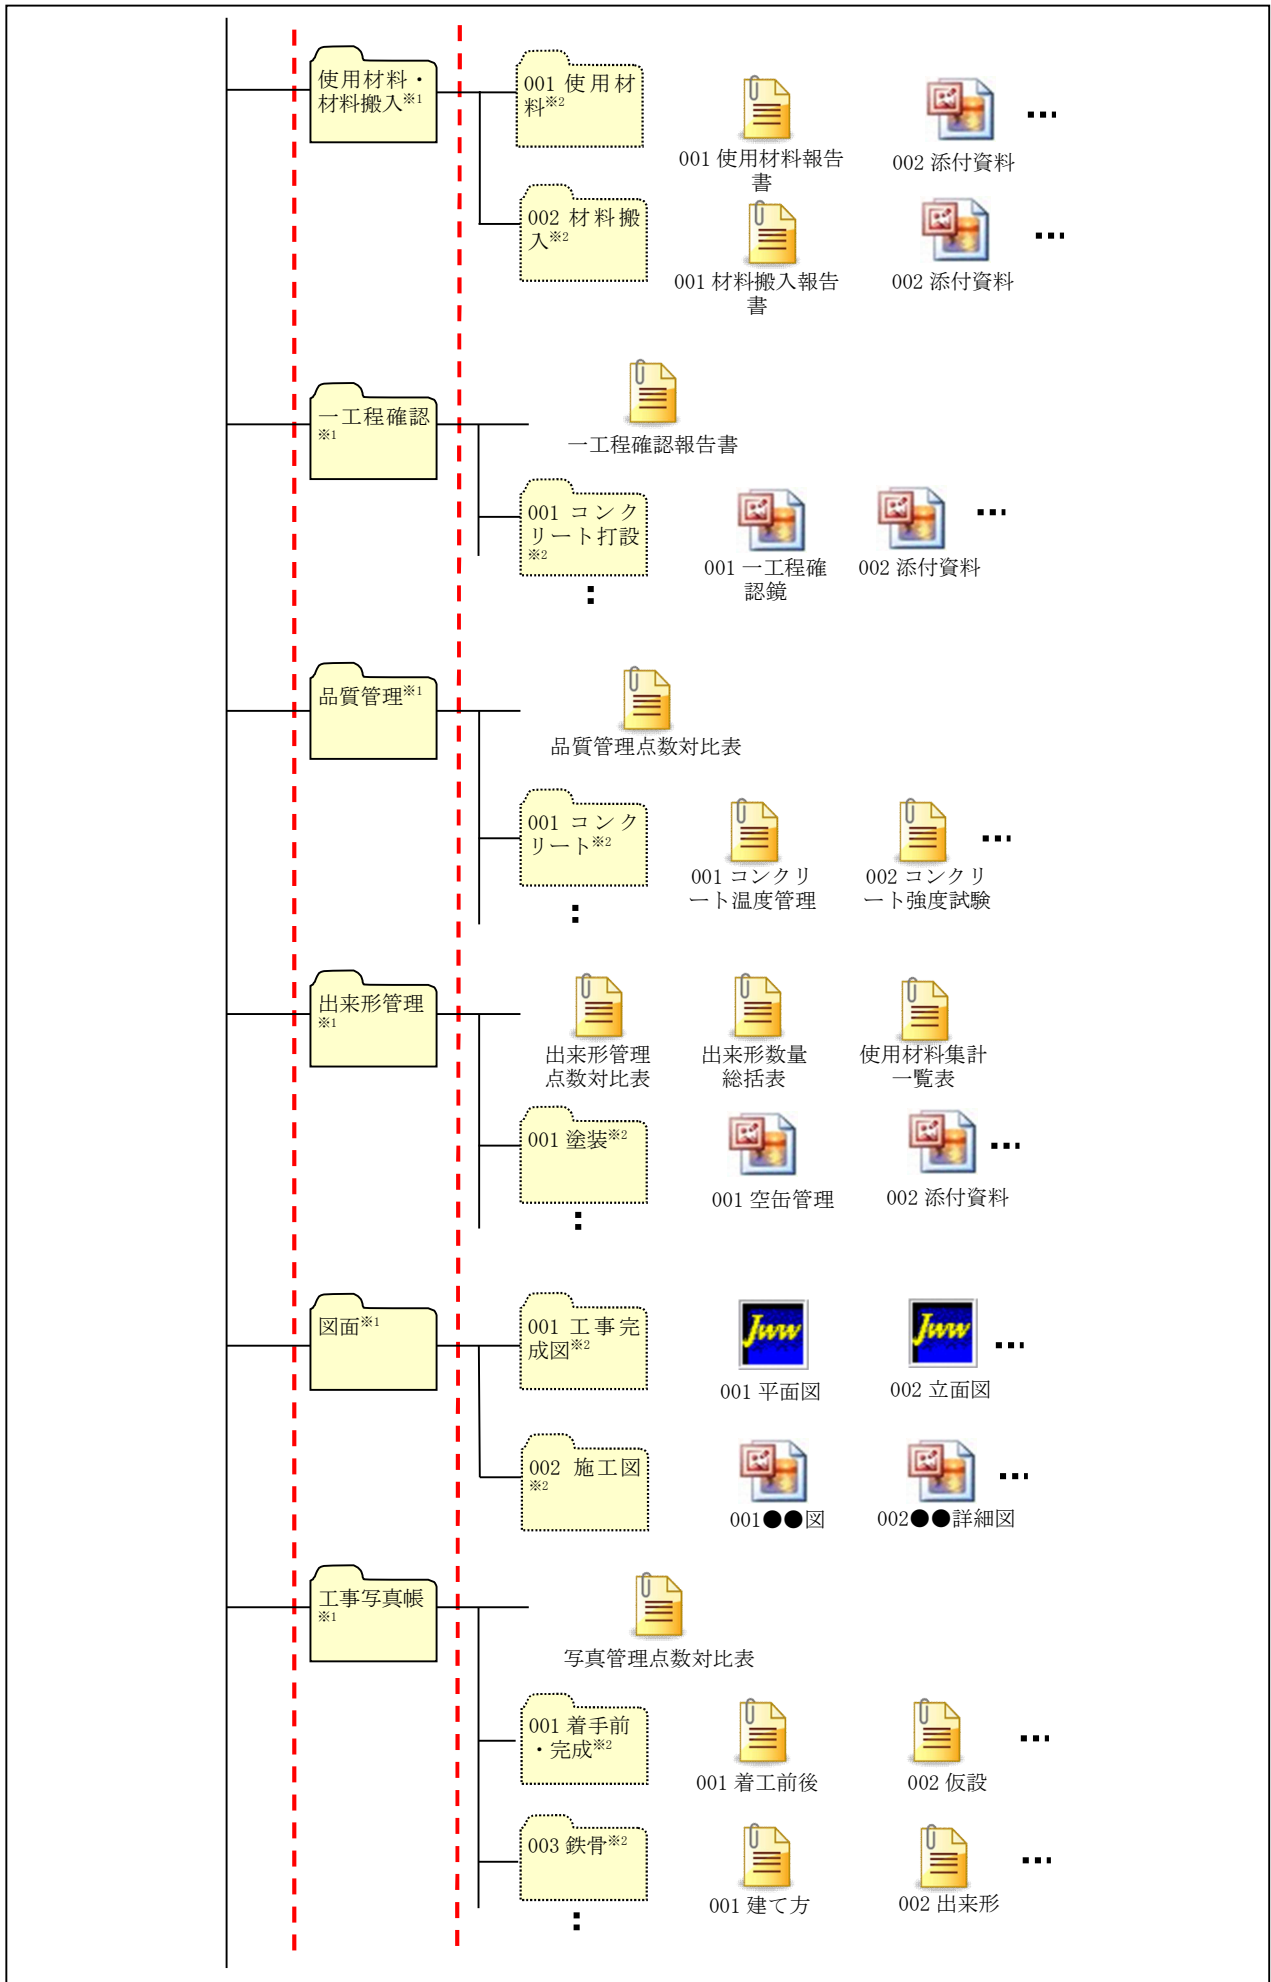 使用材料・
材料搬入※1
001 使用材
料※2
001 使用材料報告
書
002 添付資料
002 材料搬
入※2
001 材料搬入報告
書
002 添付資料
一工程確認
※1
一工程確認報告書
001 コンク
リート打設
※2
001 一工程確
認鏡
002 添付資料
品質管理※1
品質管理点数対比表
001 コンク
リート※2
001 コンクリ
ート温度管理
002 コンクリ
ート強度試験
出来形管理
※1
出来形管理
点数対比表
出来形数量
総括表
使用材料集計
一覧表
001 塗装※2
001 空缶管理
002 添付資料
図面※1
001 工事完
成図※2
Jww
001 平面図
Jww
002 立面図
002 施工図
※2
001●●図
002●●詳細図
工事写真帳
※1
写真管理点数対比表
001 着手前
・完成※2
001 着工前後
002 仮設
003 鉄骨※2
001 建て方
002 出来形